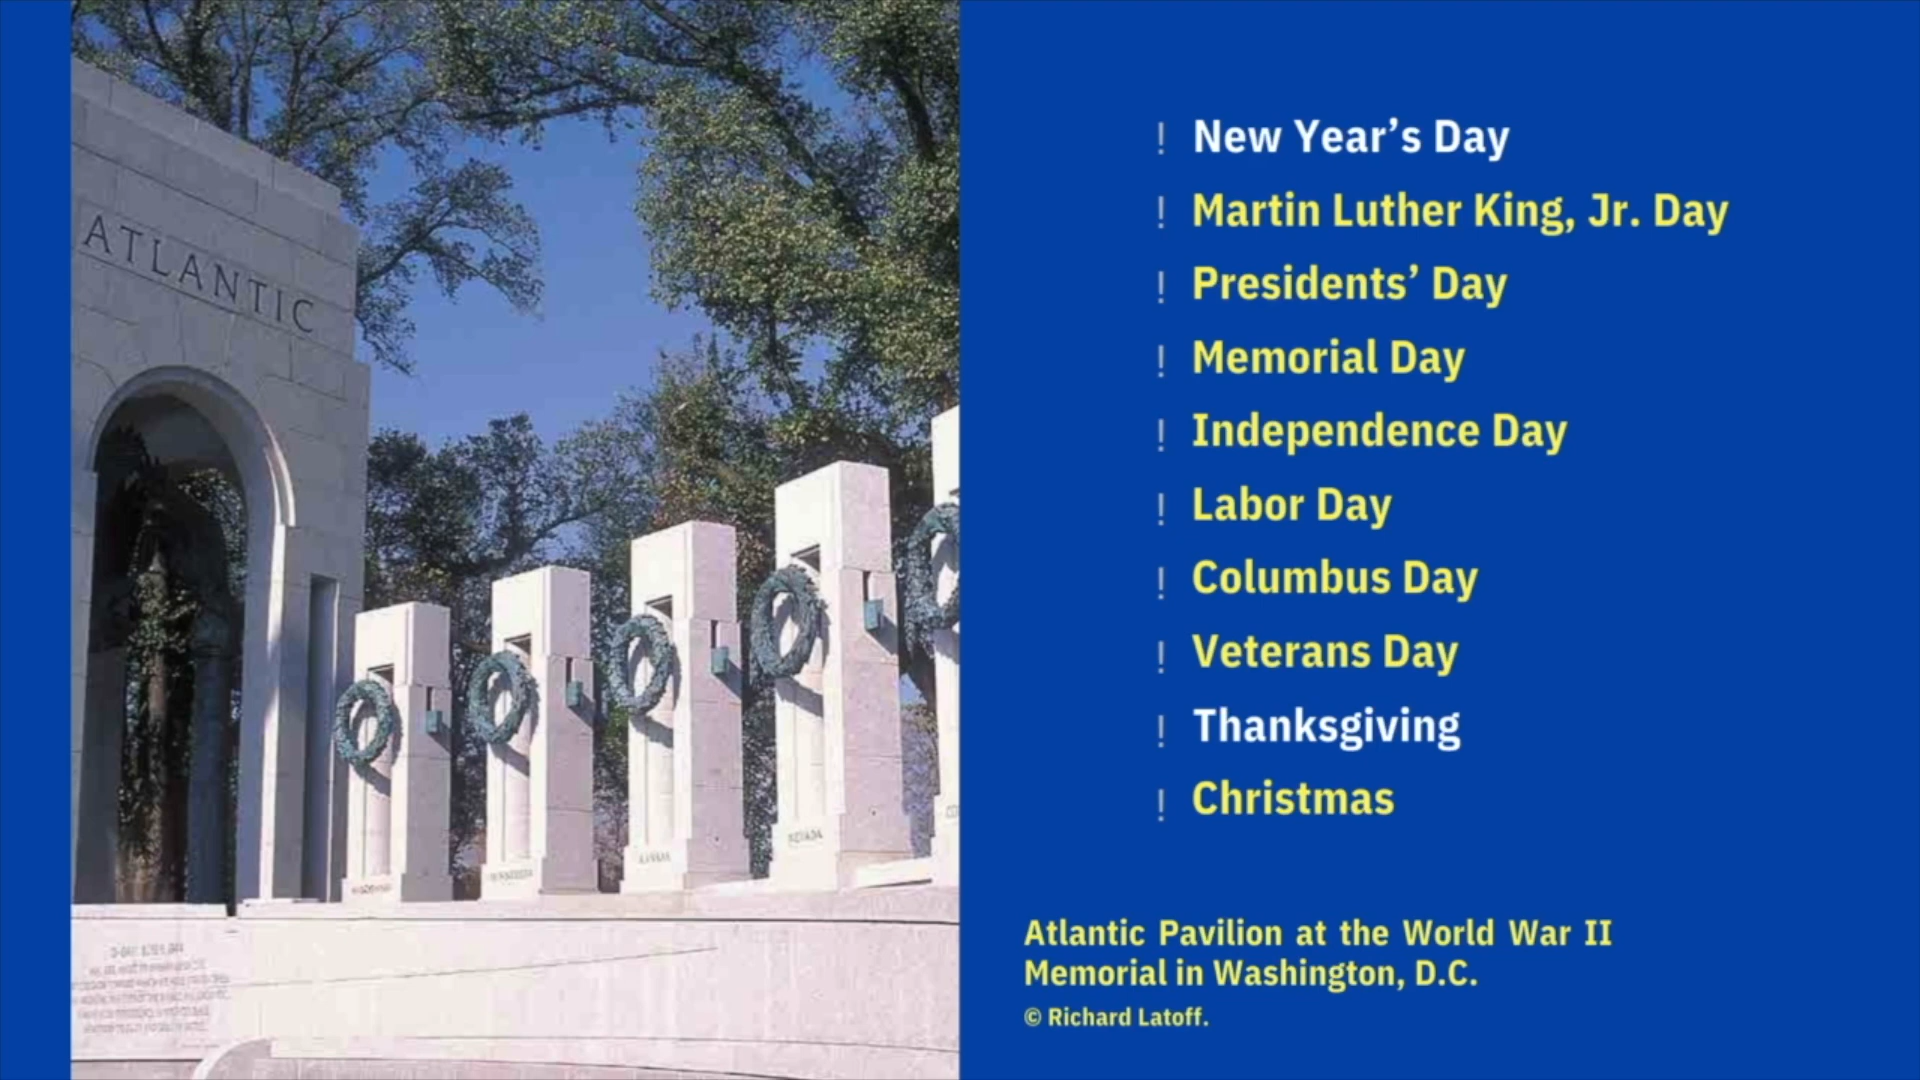 ATLANTIC
NEVADA
! New Year’s Day
! Martin Luther King, Jr. Day
! Presidents’ Day
! Memorial Day
! Independence Day
! Labor Day
! Columbus Day
! Veterans Day
! Thanksgiving
! Christmas
Atlantic Pavilion at the World War II
Memorial in Washington, D.C.
© Richard Latoff.